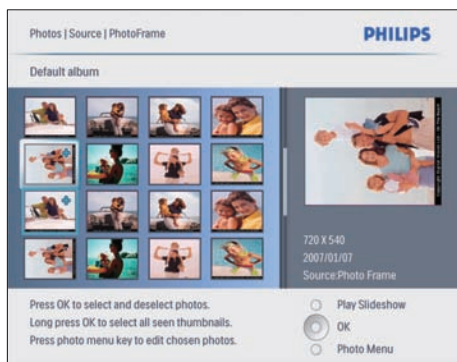 Photos | Source | PhotoFrame
PHILIPS
Default album
720 X 540
2007/01/07
Source:Photo Frame
Press OK to select and deselect photos.
Long press OK to select all seen thumbnails.
Press photo menu key to edit chosen photos.
Play Slideshow
OK
Photo Menu